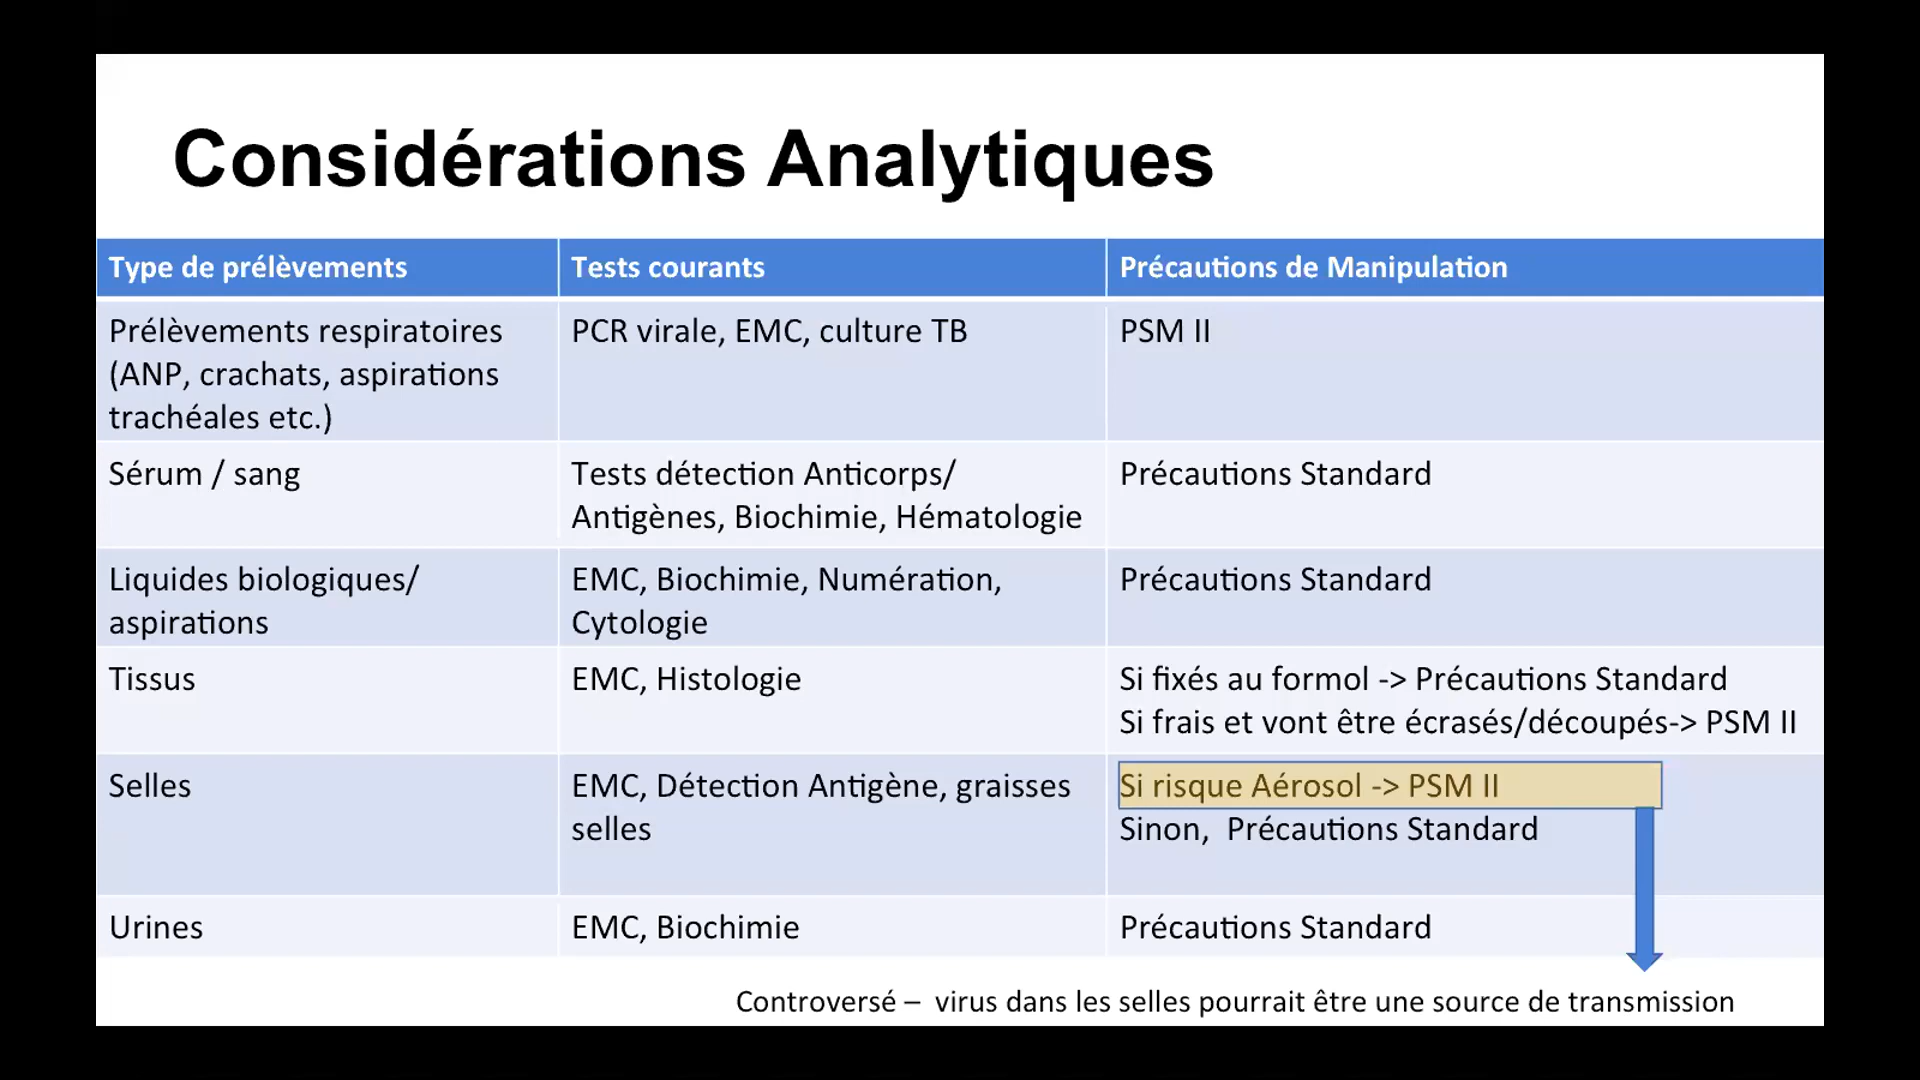 Considérations Analytiques
Type de prélèvements
Tests courants
Précautions de Manipulation
Prélèvements respiratoires
(ANP, crachats, aspirations
trachéales etc.)
PCR virale, EMC, culture TB
PSM II
Sérum / sang
Tests détection Anticorps/
Antigènes, Biochimie, Hématologie
Précautions Standard
Liquides biologiques/
aspirations
EMC, Biochimie, Numération,
Cytologie
Précautions Standard
Tissus
EMC, Histologie
Si fixés au formol -> Précautions Standard
Si frais et vont être écrasés/découpés-> PSM II
Selles
EMC, Détection Antigène, graisses
selles
Si risque Aérosol -> PSM II
Sinon,  Précautions Standard
Urines
EMC, Biochimie
Précautions Standard
Controversé –  virus dans les selles pourrait être une source de transmission